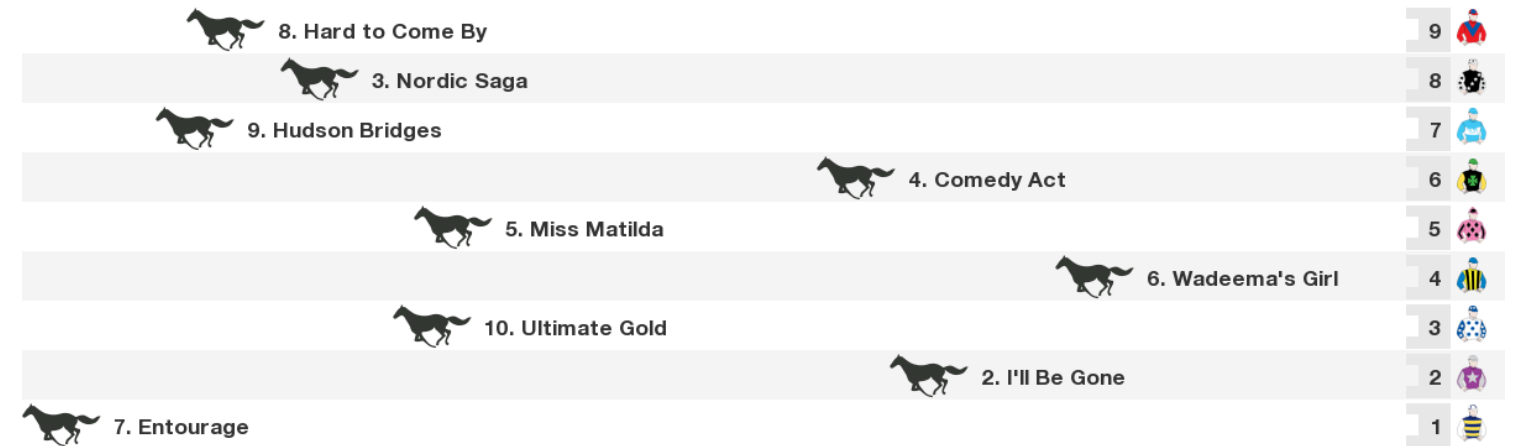 8. Hard to Come By 9
3. Nordic Saga 8
9. Hudson Bridges 7
4. Comedy Act 6
5. Miss Matilda 5
6. Wadeema's Girl 4
10. Ultimate Gold 3
2. I'll Be Gone 2
7. Entourage 1